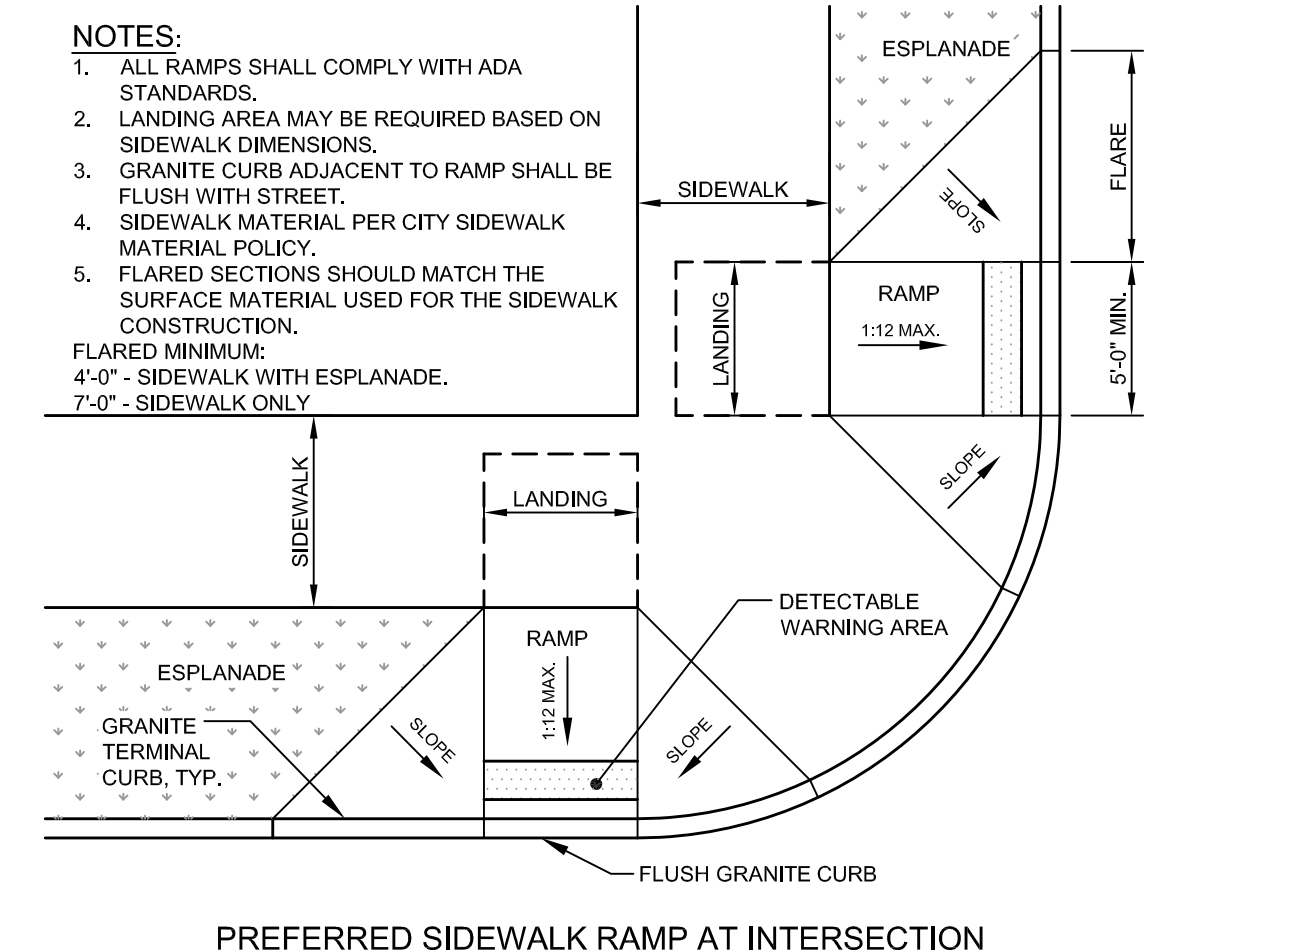 NOTES:
1. ALL RAMPS SHALL COMPLY WITH ADA
STANDARDS.
2. LANDING AREA MAY BE REQUIRED BASED ON
SIDEWALK DIMENSIONS.
3. GRANITE CURB ADJACENT TO RAMP SHALL BE
FLUSH WITH STREET.
4. SIDEWALK MATERIAL PER CITY SIDEWALK
MATERIAL POLICY.
5. FLARED SECTIONS SHOULD MATCH THE
SURFACE MATERIAL USED FOR THE SIDEWALK
CONSTRUCTION.
FLARED MINIMUM:
4'-0" - SIDEWALK WITH ESPLANADE.
7'-0" - SIDEWALK ONLY
ESPLANADE
FLARE
SIDEWALK
SLOPE
LANDING
RAMP
1:12 MAX.
5'-0" MIN.
SLOPE
SIDEWALK
LANDING
DETECTABLE
WARNING AREA
RAMP
1:12 MAX.
ESPLANADE
GRANITE
TERMINAL
CURB, TYP.
SLOPE
SLOPE
FLUSH GRANITE CURB
PREFERRED SIDEWALK RAMP AT INTERSECTION